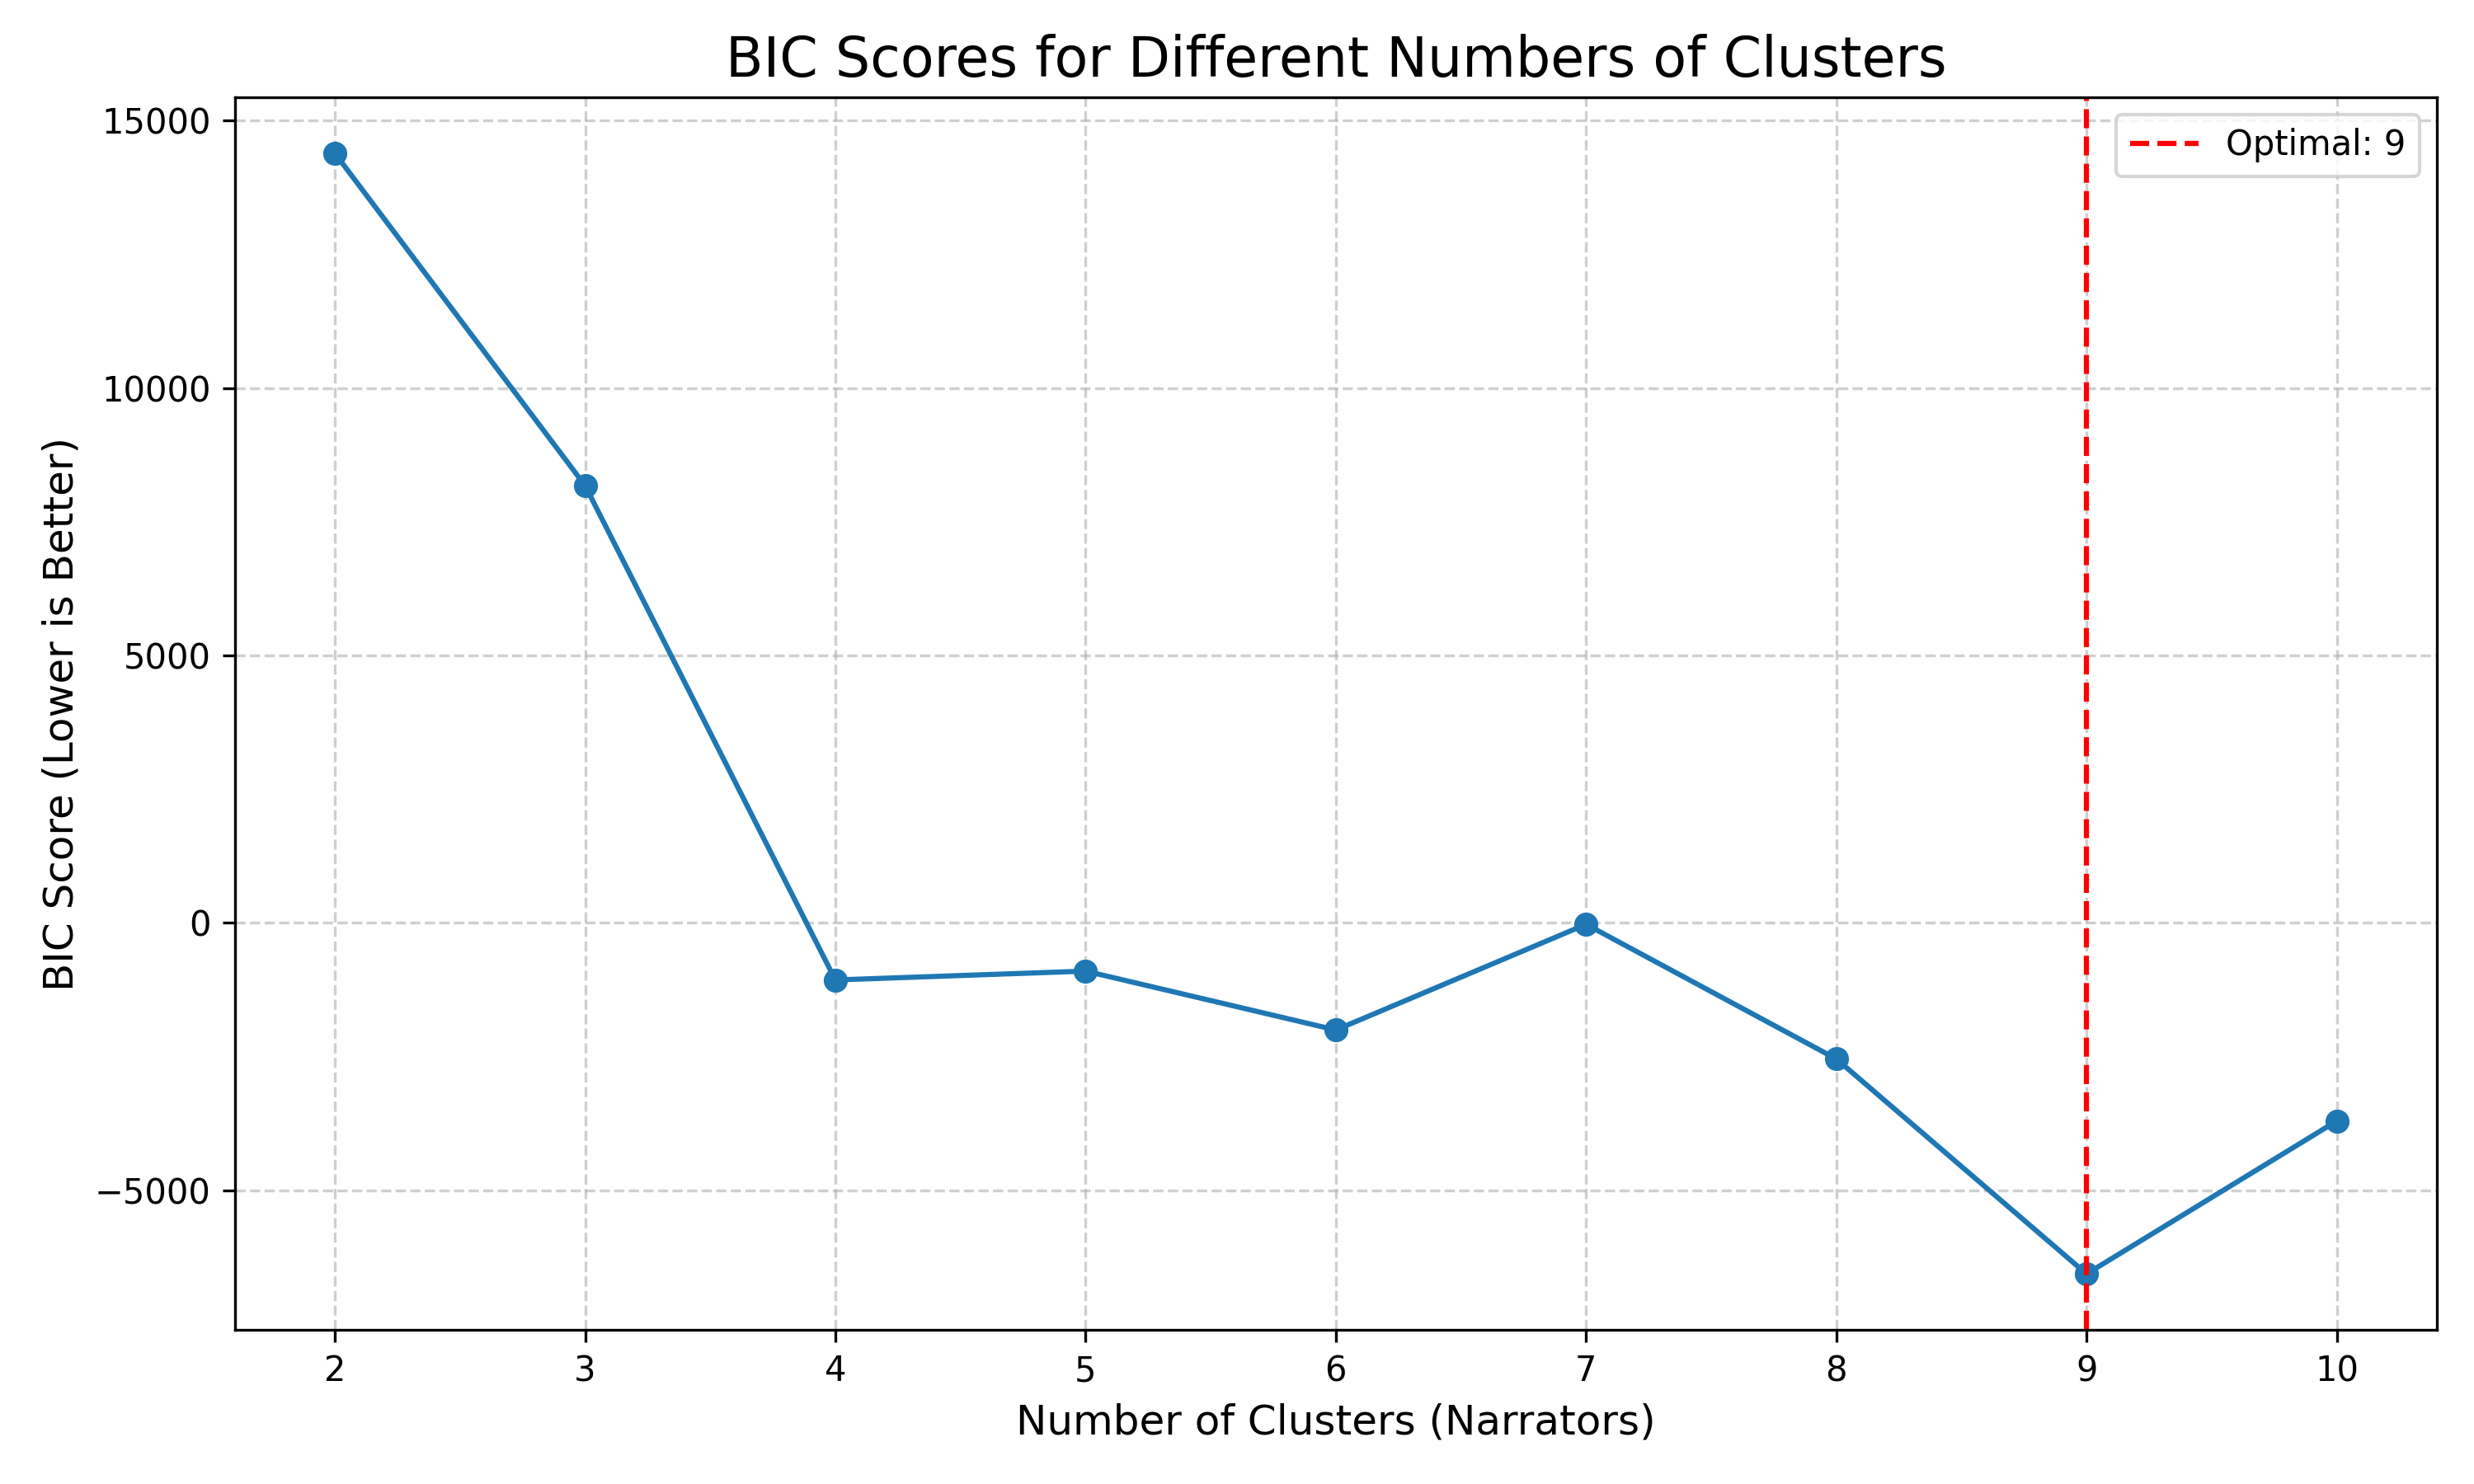 BIC Scores for Different Numbers of Clusters
Optimal: 9
BIC Score (Lower is Better)
15000
10000
5000
0
−5000
2 3 4 5 6 7 8 9 10
Number of Clusters (Narrators)